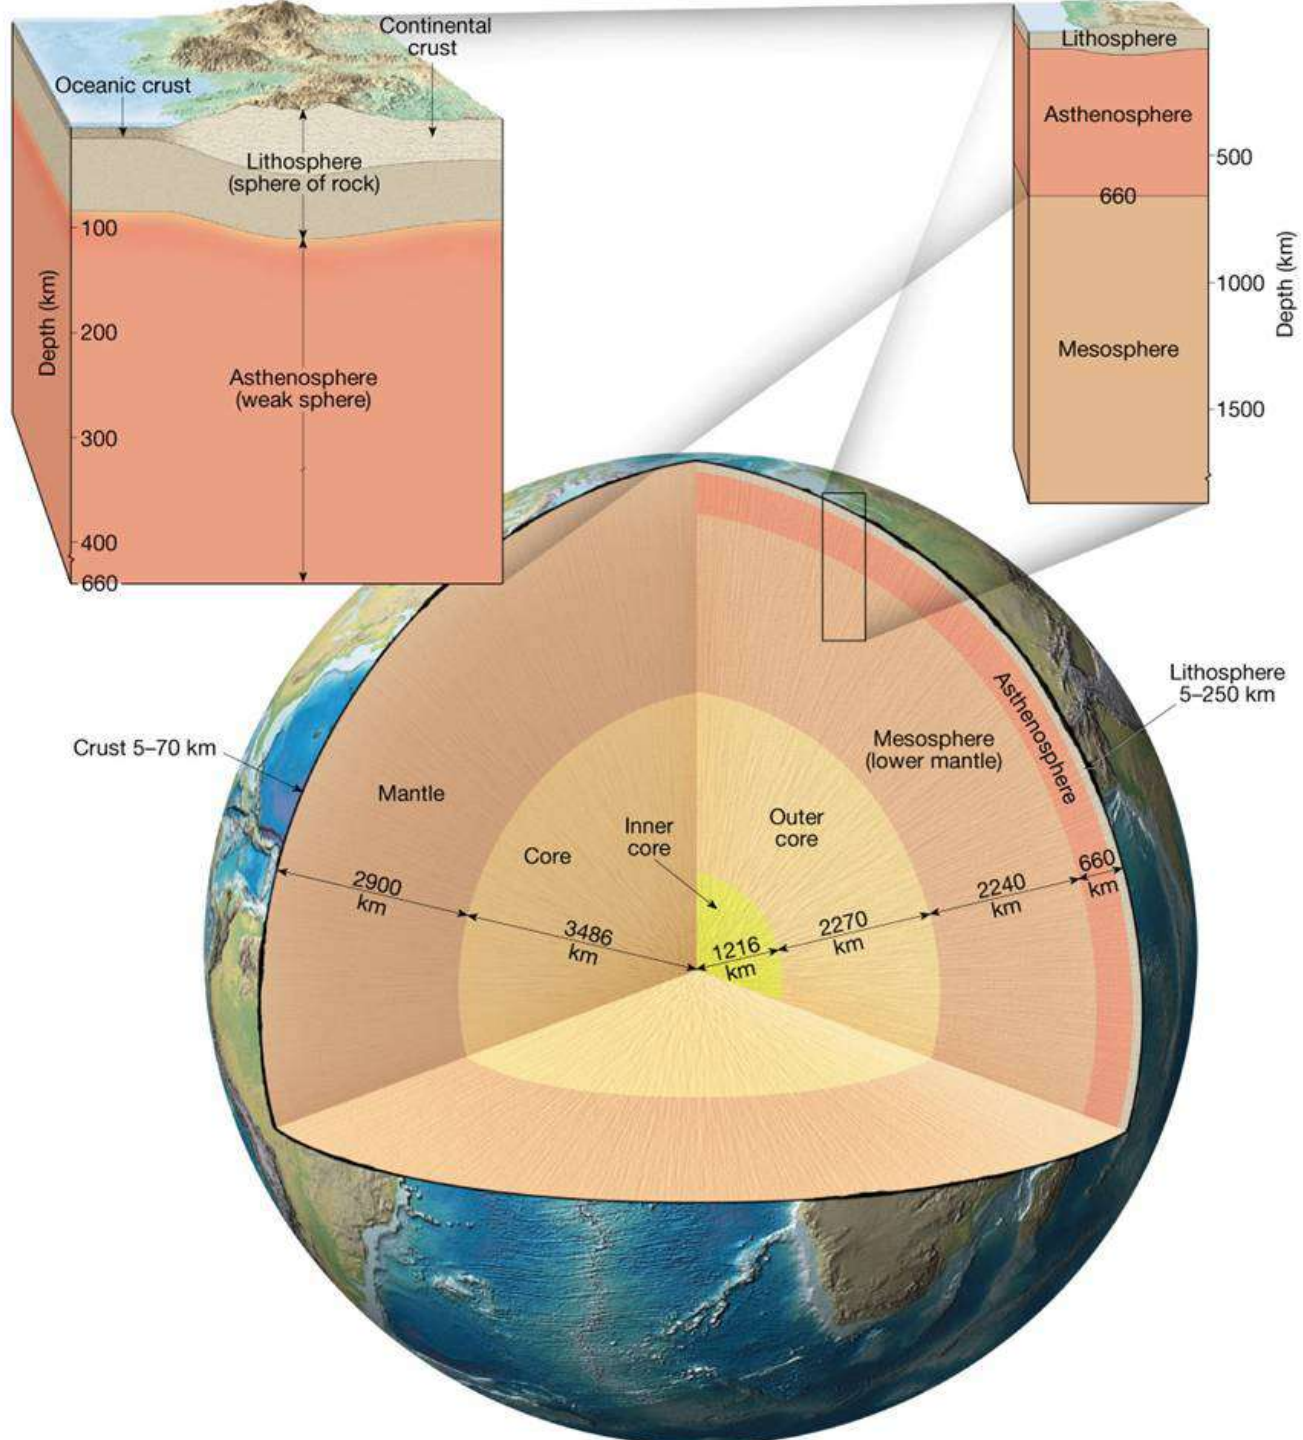 Continental
crust
Oceanic crust
Lithosphere
(sphere of rock)
100
200
300
400
660
Depth (km)
Asthenosphere
(weak sphere)
Lithosphere
Asthenosphere
500
660
1000
Mesosphere
1500
Depth (km)
Lithosphere
5–250 km
Asthenosphere
Mesosphere
(lower mantle)
Crust 5–70 km
Mantle
Core
Inner
core
Outer
core
2900
km
3486
km
1216
km
2270
km
2240
km
660
km